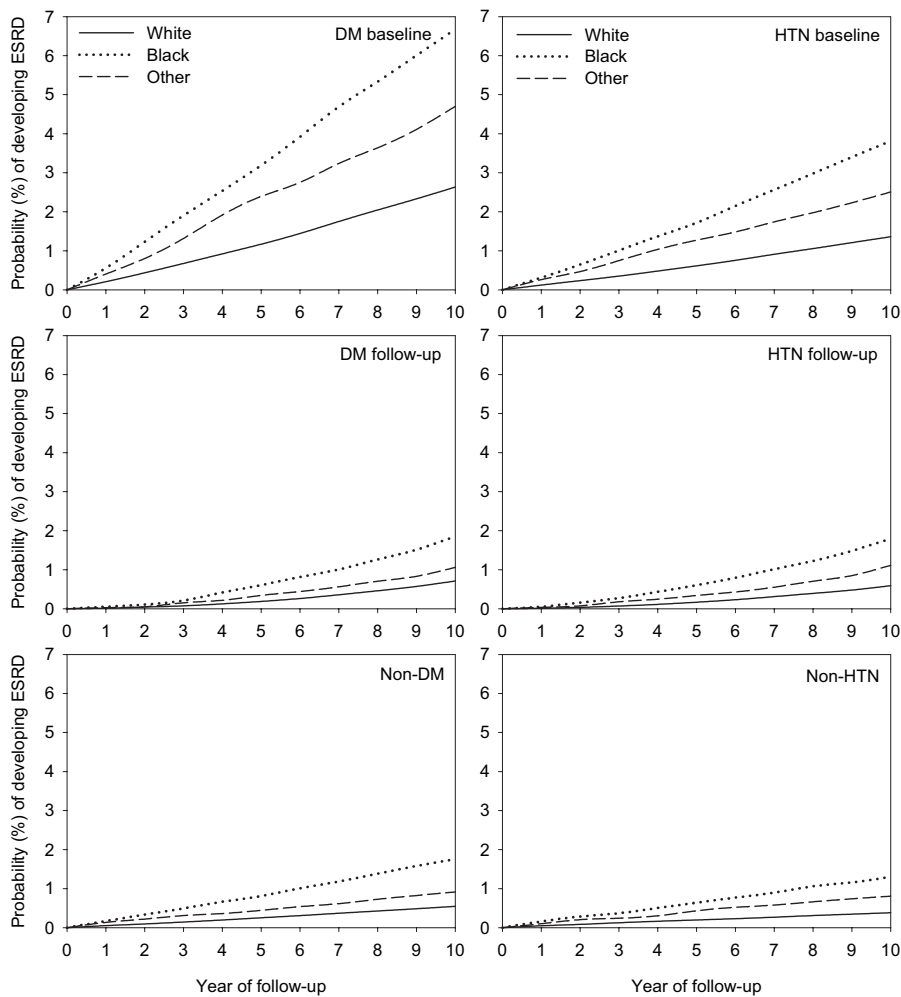 Probability (%) of developing ESRD
7
6
5
4
3
2
1
0
White
Black
Other
DM baseline
0 1 2 3 4 5 6 7 8 9 10
7
6
5
4
3
2
1
0
White
Black
Other
HTN baseline
0 1 2 3 4 5 6 7 8 9 10
Probability (%) of developing ESRD
7
6
5
4
3
2
1
0
DM follow-up
0 1 2 3 4 5 6 7 8 9 10
7
6
5
4
3
2
1
0
HTN follow-up
0 1 2 3 4 5 6 7 8 9 10
Probability (%) of developing ESRD
7
6
5
4
3
2
1
0
Non-DM
0 1 2 3 4 5 6 7 8 9 10
Year of follow-up
7
6
5
4
3
2
1
0
Non-HTN
0 1 2 3 4 5 6 7 8 9 10
Year of follow-up